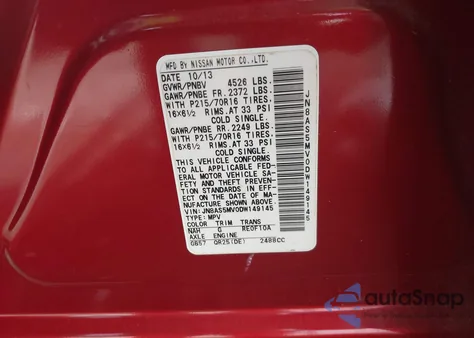 MFD BY NISSAN MOTOR CO.,LTD.
DATE 10/13
GVWR/PNBV 4526 LBS.
GAWR/PNBE FR. 2372 LBS.
WITH P215/70R16 TIRES.
16x6½ RIMS. AT 33 PSI
COLD SINGLE.
GAWR/PNBE RR. 2249 LBS.
WITH P215/70R16 TIRES.
16x6½ RIMS. AT 33 PSI
COLD SINGLE.
THIS VEHICLE CONFORMS
TO ALL APPLICABLE FED-
ERAL MOTOR VEHICLE SAFE-
TY AND THEFT PREVEN-
TION STANDARDS IN EFFECT
ON THE DATE OF MA-
NUFACTURE SHOWN ABOVE.
VIN:JN8AS5MV0DW149145
TYPE: MPV
COLOR TRIM TRANS
NAH G RE0F10A
AXLE ENGINE
GB57 QR25(DE) 2488CC
JN8AS5MV0DW149145
autoSnap